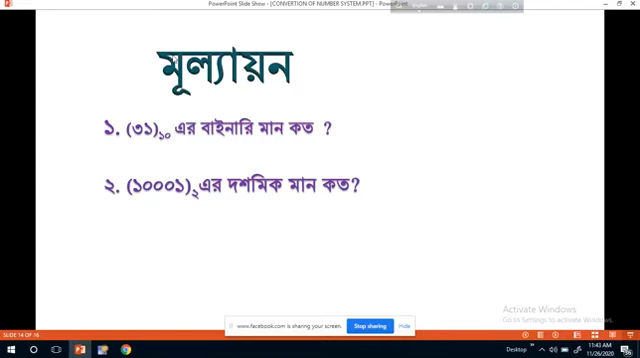 PowerPoint Slide Show - [CONVERTION OF NUMBER SYSTEM.PPT] - PowerPoint
English
মূল্যায়ন
১. (৩১)১০ এর বাইনারি মান কত ?
২. (১০০০১)২ এর দশমিক মান কত?
Activate Windows
Go to Settings to activate Windows.
www.facebook.com is sharing your screen.
Stop sharing
Hide
SLIDE 14 OF 16
Desktop
11:43 AM
11/26/2020